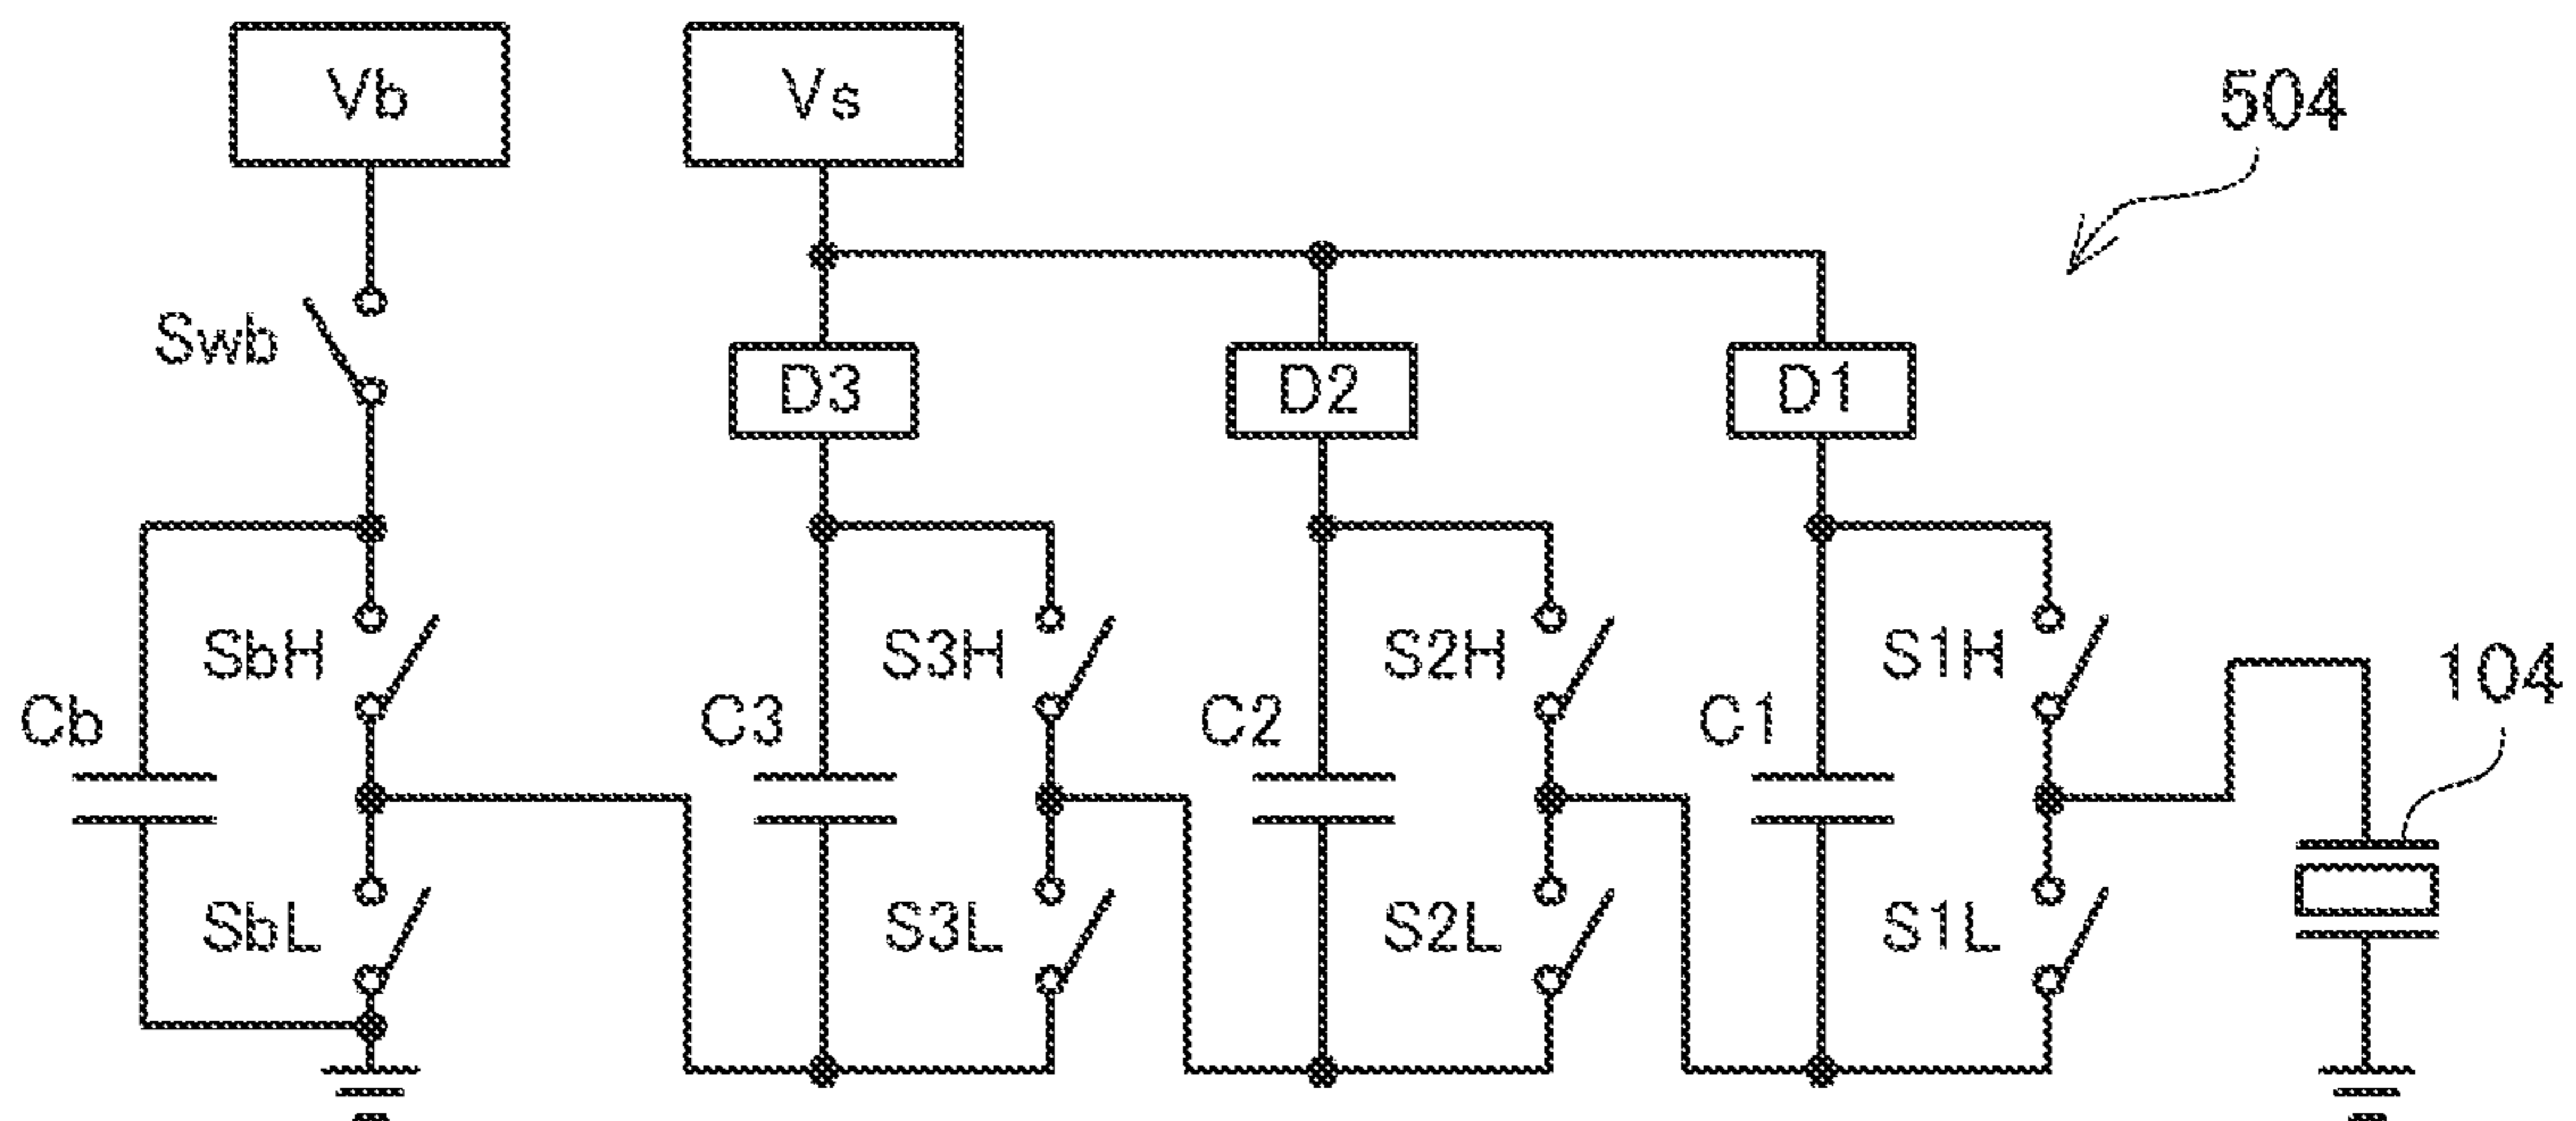 Vb
Vs
504
Swb
D3
D2
D1
SbH
S3H
S2H
S1H
104
Cb
C3
C2
C1
SbL
S3L
S2L
S1L